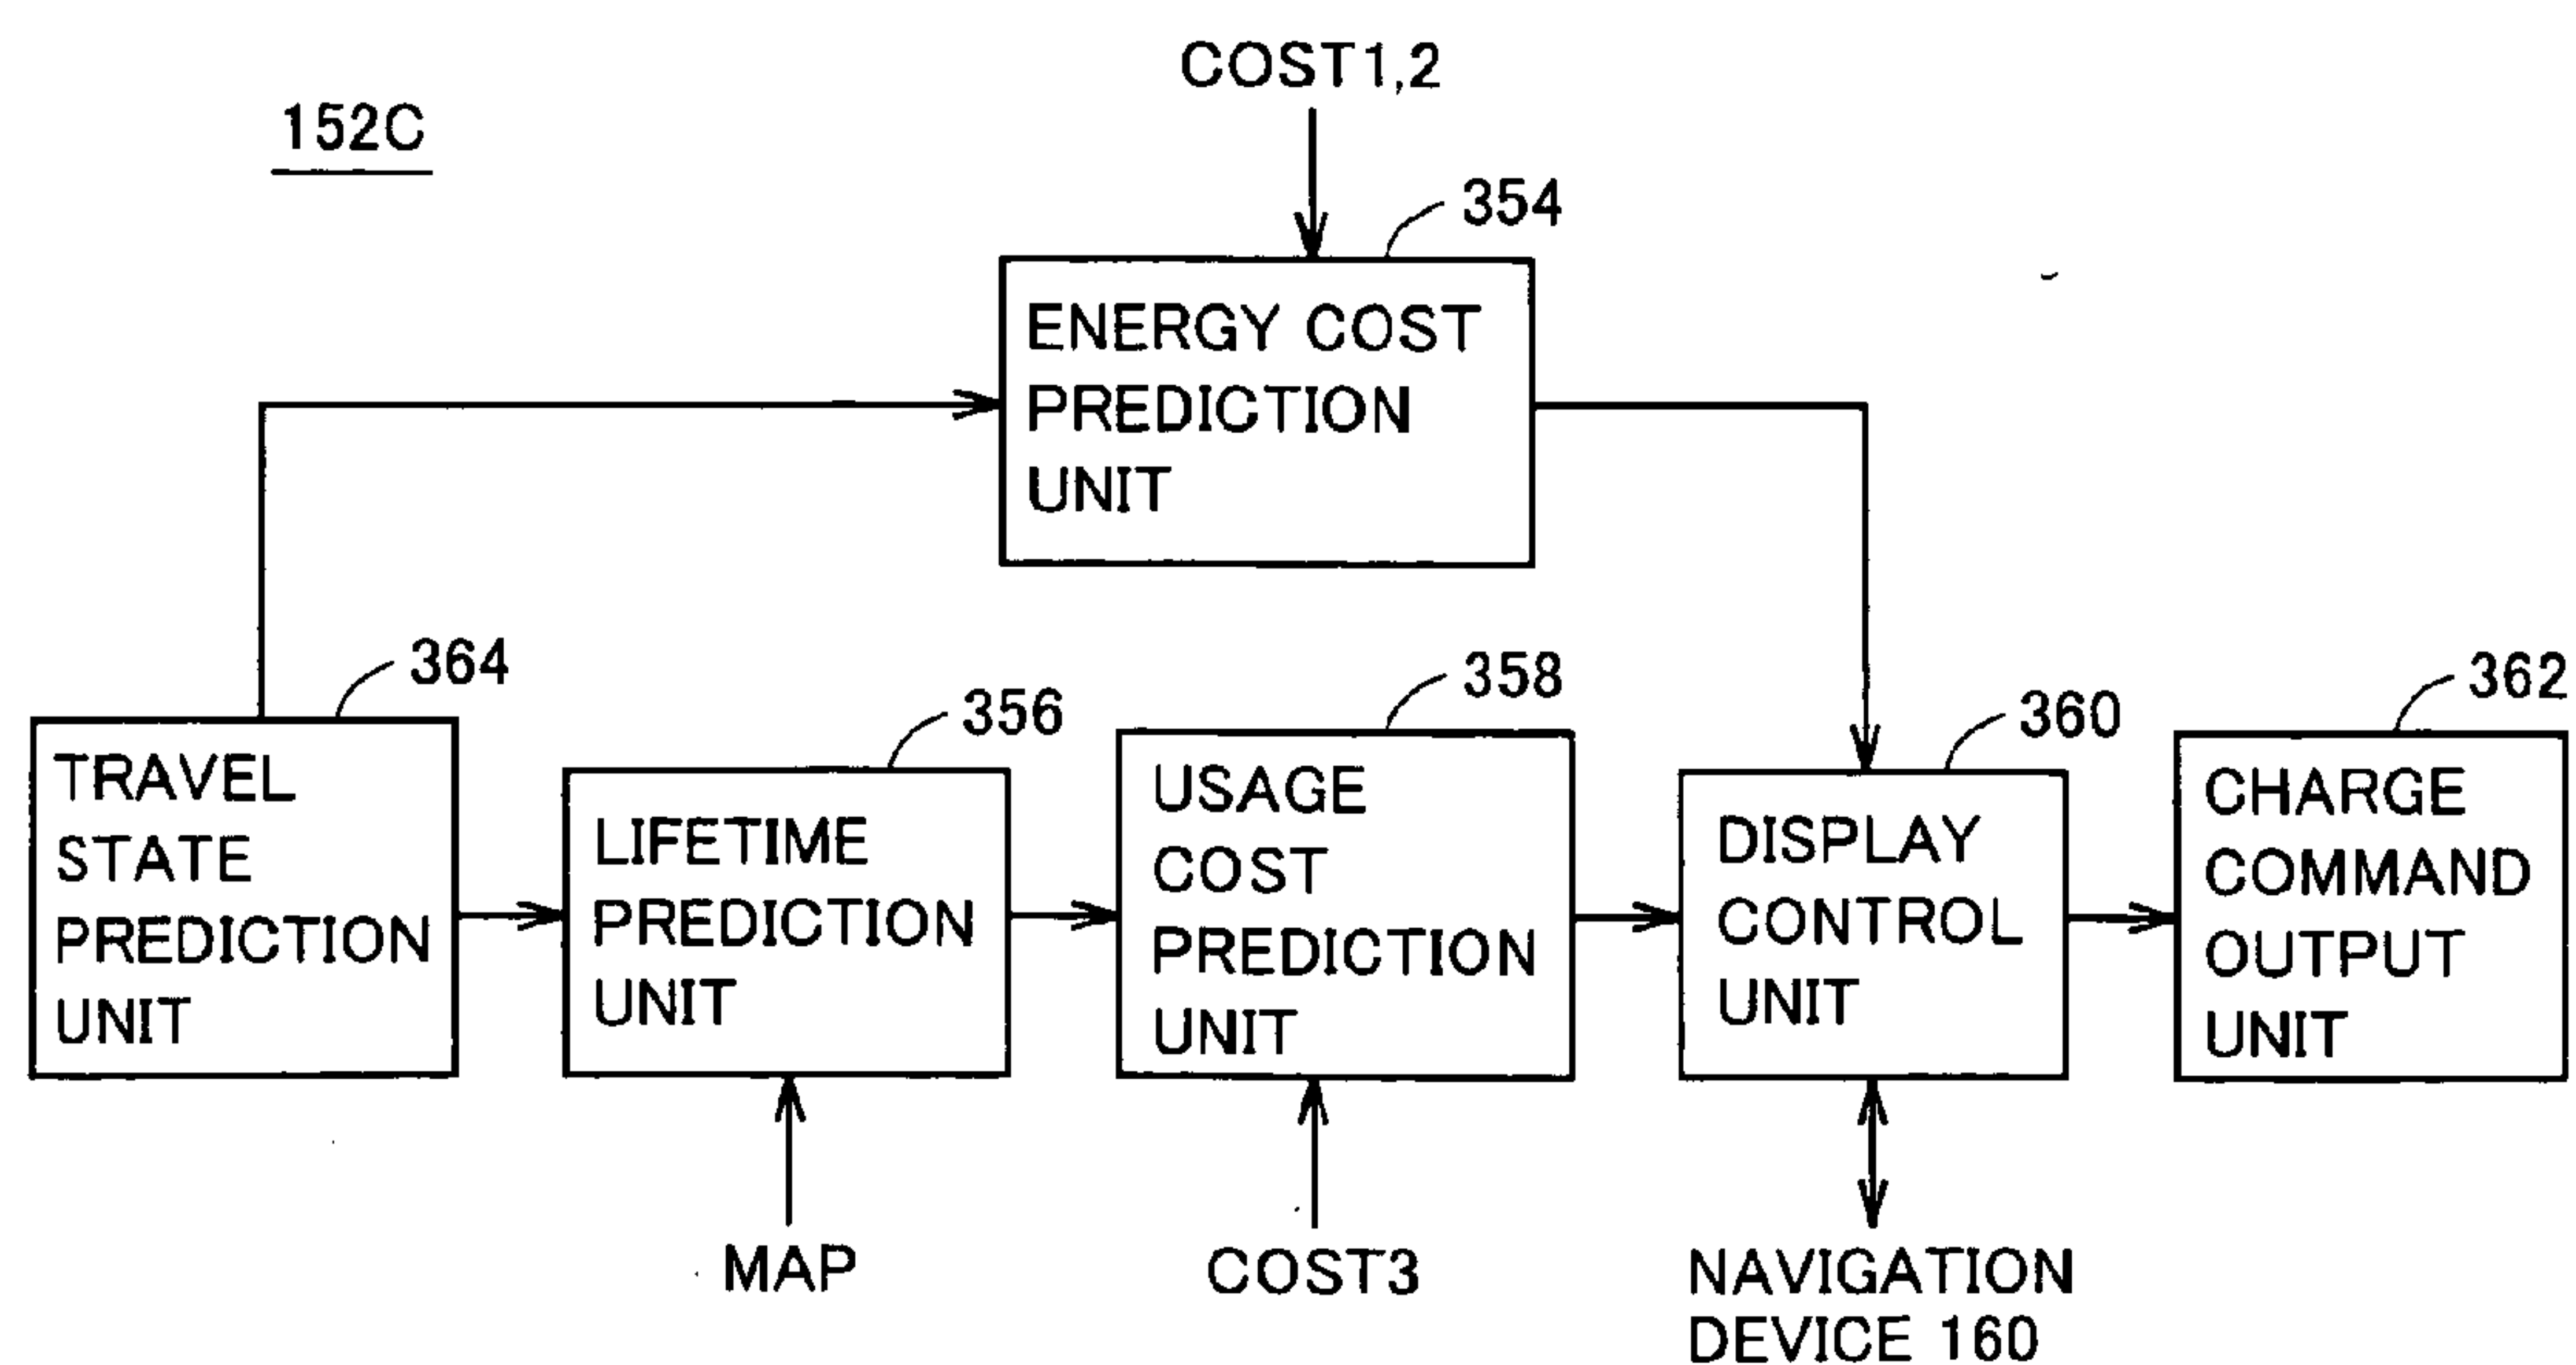 COST1,2
152C
354
ENERGY COST
PREDICTION
UNIT
364
TRAVEL
STATE
PREDICTION
UNIT
356
LIFETIME
PREDICTION
UNIT
358
USAGE
COST
PREDICTION
UNIT
360
DISPLAY
CONTROL
UNIT
362
CHARGE
COMMAND
OUTPUT
UNIT
MAP
COST3
NAVIGATION
DEVICE 160